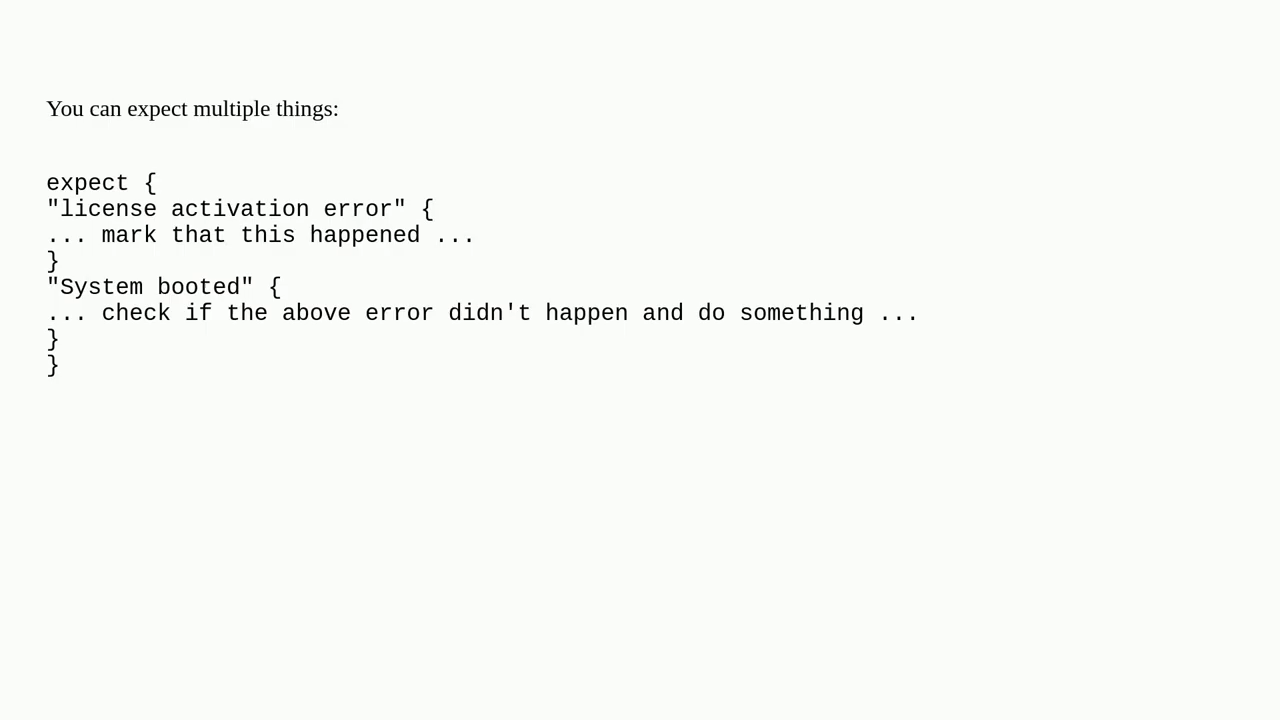 You can expect multiple things:
expect {
"license activation error" {
... mark that this happened ...
}
"System booted" {
... check if the above error didn't happen and do something ...
}
}